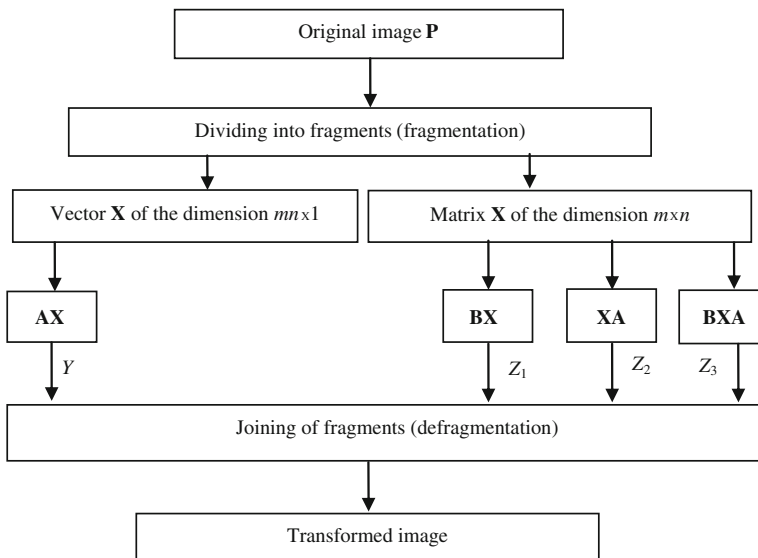 Original image P
Dividing into fragments (fragmentation)
Vector X of the dimension mn×1
Matrix X of the dimension m×n
AX
BX
XA
BXA
Y
Z₁
Z₂
Z₃
Joining of fragments (defragmentation)
Transformed image